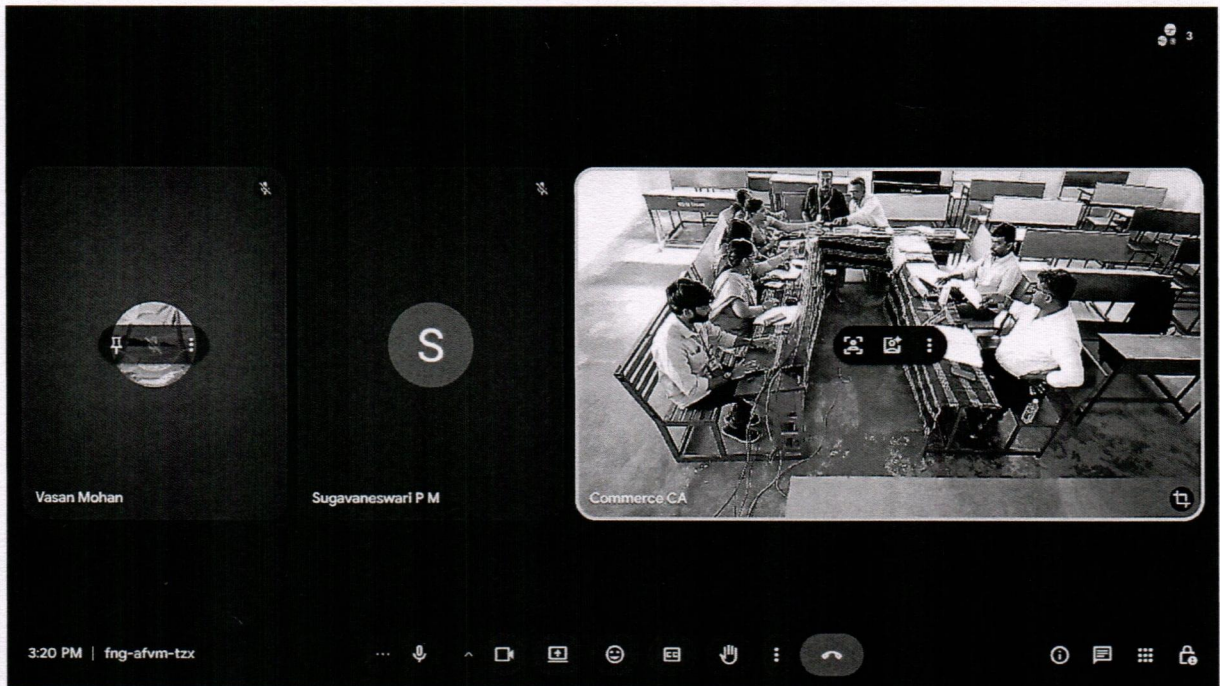 3
S
Vasan Mohan
Sugavaneswari P M
Commerce CA
3:20 PM | fng-afvm-tzx